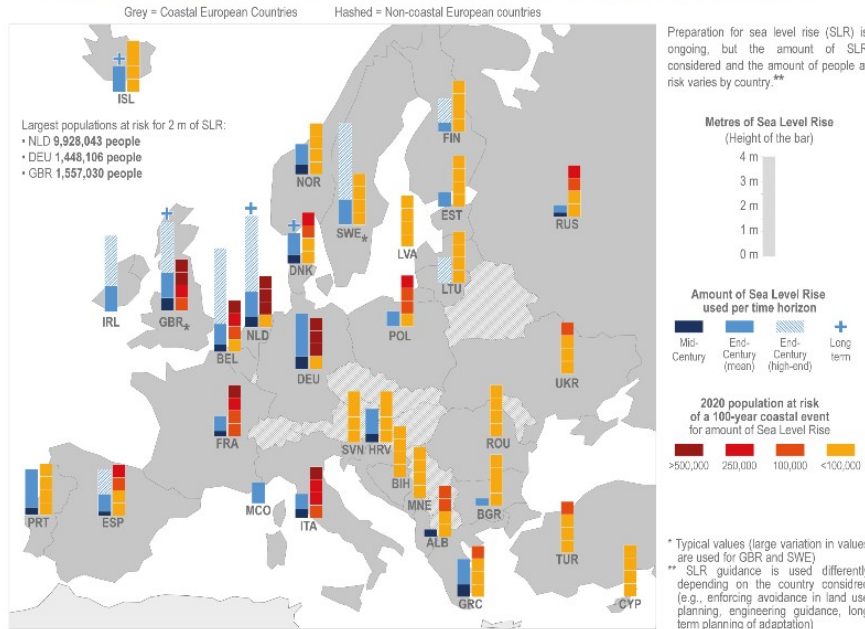 Grey = Coastal European Countries Hashed = Non-coastal European countries
Preparation for sea level rise (SLR) is
ongoing, but the amount of SLR
considered and the amount of people a
risk varies by country.**
ISL
Largest populations at risk for 2 m of SLR:
• NLD 9,928,043 people
• DEU 1,448,106 people
• GBR 1,557,030 people
Metres of Sea Level Rise
(Height of the bar)
4 m
3 m
2 m
1 m
0 m
FIN
NOR
SWE*
EST
RUS
LVA
DNK
LTU
IRL
GBR*
NLD
BEL
POL
DEU
UKR
FRA
SVN
HRV
ROU
BIH
MNE
PRT
ESP
MCO
ITA
BGR
ALB
TUR
GRC
CYP
Amount of Sea Level Rise
used per time horizon
Mid-
Century
End-
Century
(mean)
End-
Century
(high-end)
Long
term
2020 population at risk
of a 100-year coastal event
for amount of Sea Level Rise
>500,000 250,000 100,000 <100,000
* Typical values (large variation in values
are used for GBR and SWE)
** SLR guidance is used differently
depending on the country considred
(e.g., enforcing avoidance in land use
planning, engineering guidance, long
term planning of adaptation)